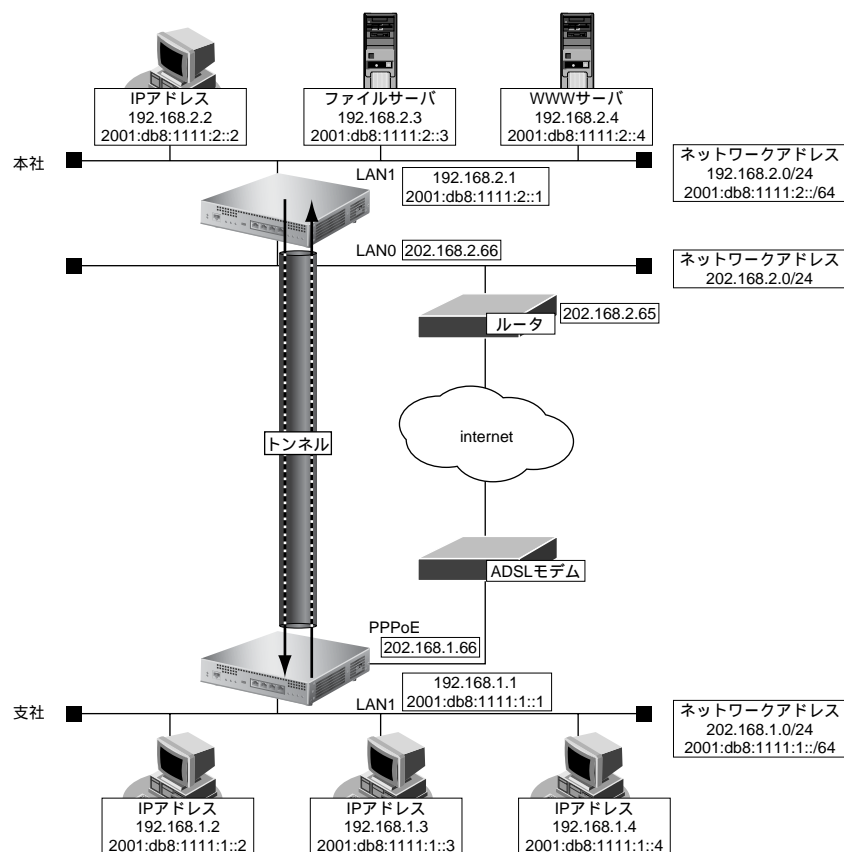 IPアドレス
192.168.2.2
2001:db8:1111:2::2
ファイルサーバ
192.168.2.3
2001:db8:1111:2::3
WWWサーバ
192.168.2.4
2001:db8:1111:2::4
本社
LAN1
192.168.2.1
2001:db8:1111:2::1
ネットワークアドレス
192.168.2.0/24
2001:db8:1111:2::/64
LAN0
202.168.2.66
ネットワークアドレス
202.168.2.0/24
ルータ
202.168.2.65
トンネル
internet
ADSLモデム
PPPoE
202.168.1.66
支社
LAN1
192.168.1.1
2001:db8:1111:1::1
ネットワークアドレス
202.168.1.0/24
2001:db8:1111:1::/64
IPアドレス
192.168.1.2
2001:db8:1111:1::2
IPアドレス
192.168.1.3
2001:db8:1111:1::3
IPアドレス
192.168.1.4
2001:db8:1111:1::4